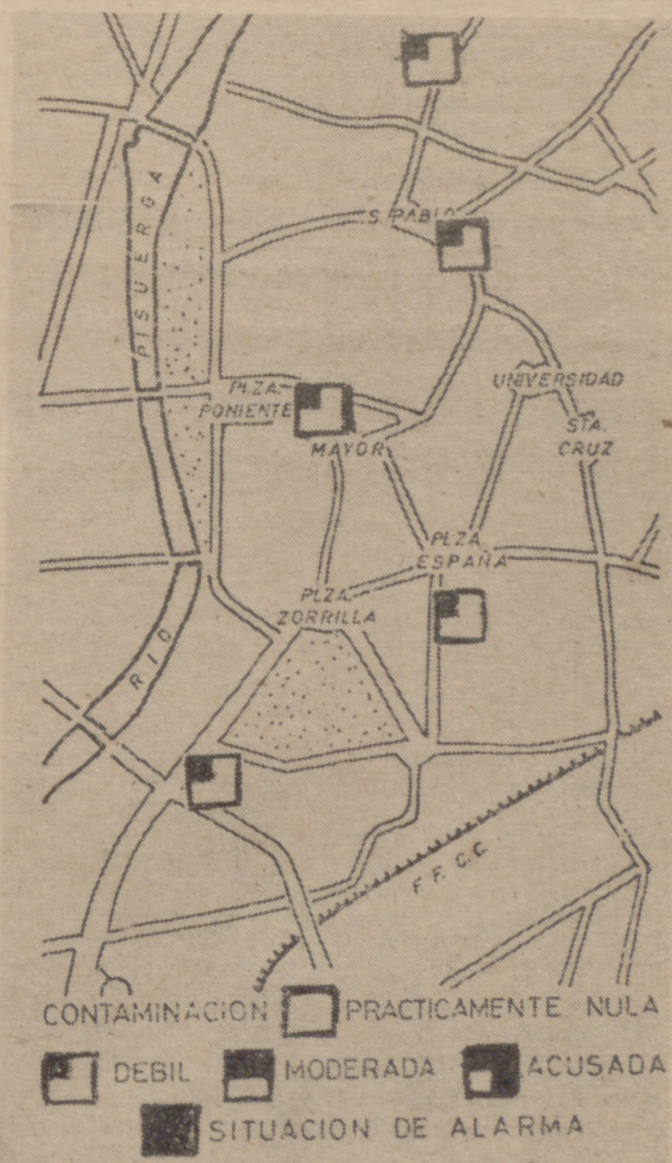 S. PABLO
PISUERGA
PLZA.
PONIENTE
UNIVERSIDAD
MAYOR
STA.
CRUZ
PLZA
ESPAÑA
PLZA.
ZORRILLA
RIO
F. F. C.C.
CONTAMINACION PRACTICAMENTE NULA
DEBIL MODERADA ACUSADA
SITUACION DE ALARMA